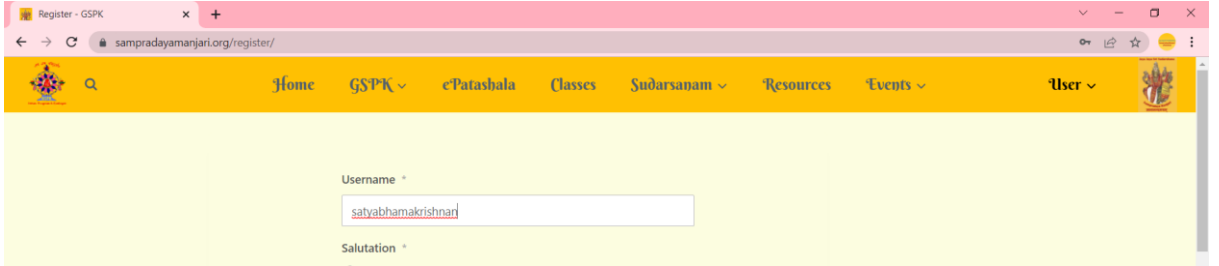 Register - GSPK
sampradayamanjari.org/register/
Home GSPK ePatashala Classes Sudarsanam Resources Events User
Username *
satyabhamakrishnan
Salutation *